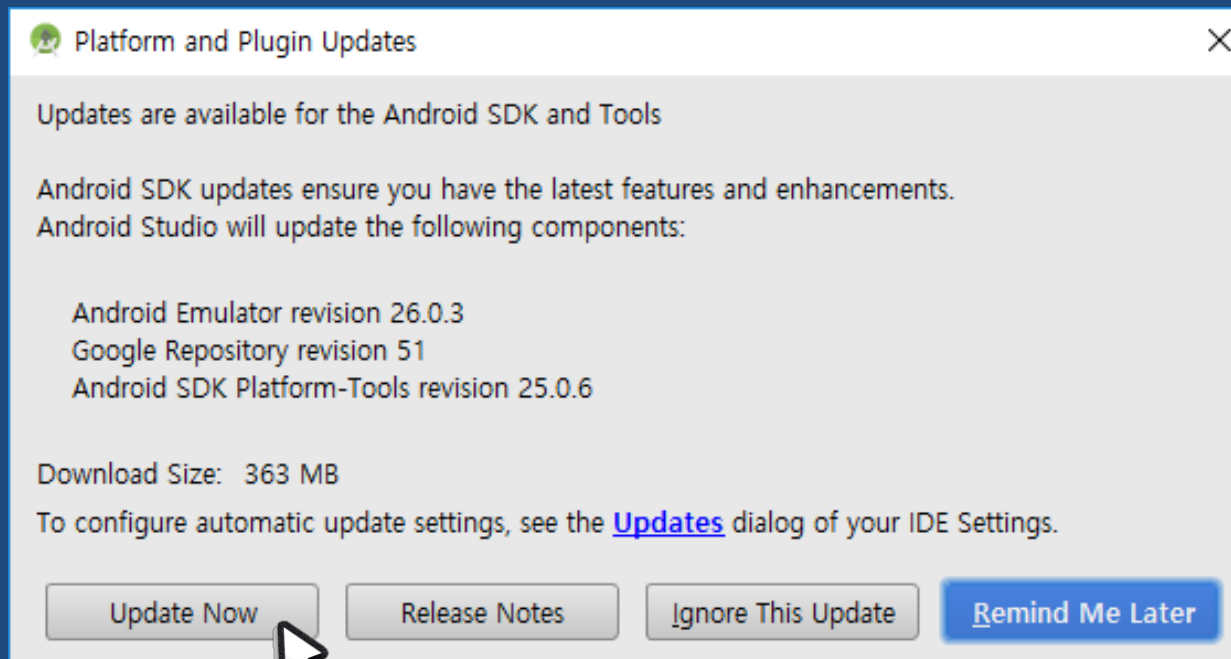 Platform and Plugin Updates
Updates are available for the Android SDK and Tools
Android SDK updates ensure you have the latest features and enhancements.
Android Studio will update the following components:
Android Emulator revision 26.0.3
Google Repository revision 51
Android SDK Platform-Tools revision 25.0.6
Download Size: 363 MB
To configure automatic update settings, see the Updates dialog of your IDE Settings.
Update Now Release Notes Ignore This Update Remind Me Later